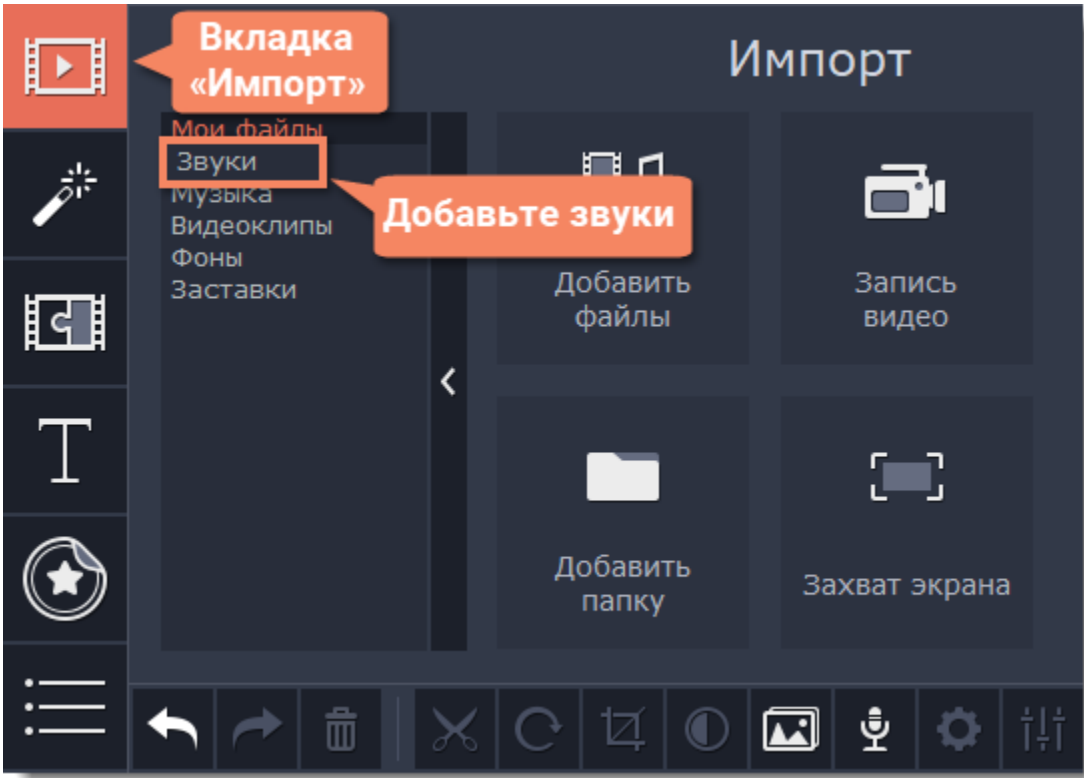 Вкладка
«Импорт»
Импорт
Мои файлы
Звуки
Музыка
Видеоклипы
Фоны
Заставки
Добавьте звуки
Добавить
файлы
Запись
видео
Добавить
папку
Захват экрана